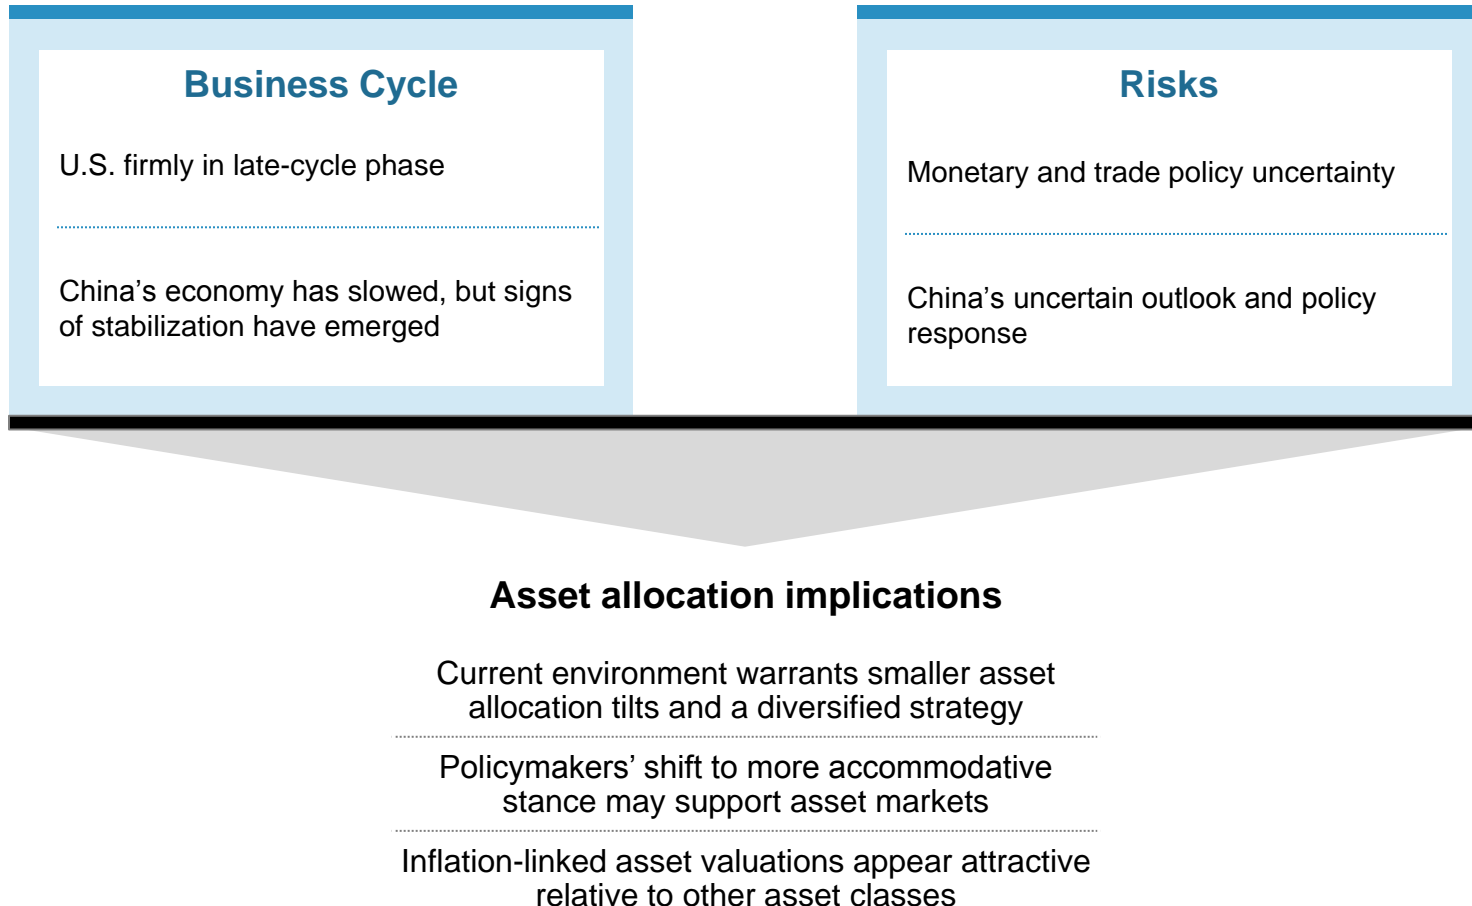 Business Cycle
U.S. firmly in late-cycle phase
China’s economy has slowed, but signs
of stabilization have emerged
Risks
Monetary and trade policy uncertainty
China’s uncertain outlook and policy
response
Asset allocation implications
Current environment warrants smaller asset
allocation tilts and a diversified strategy
Policymakers’ shift to more accommodative
stance may support asset markets
Inflation-linked asset valuations appear attractive
relative to other asset classes